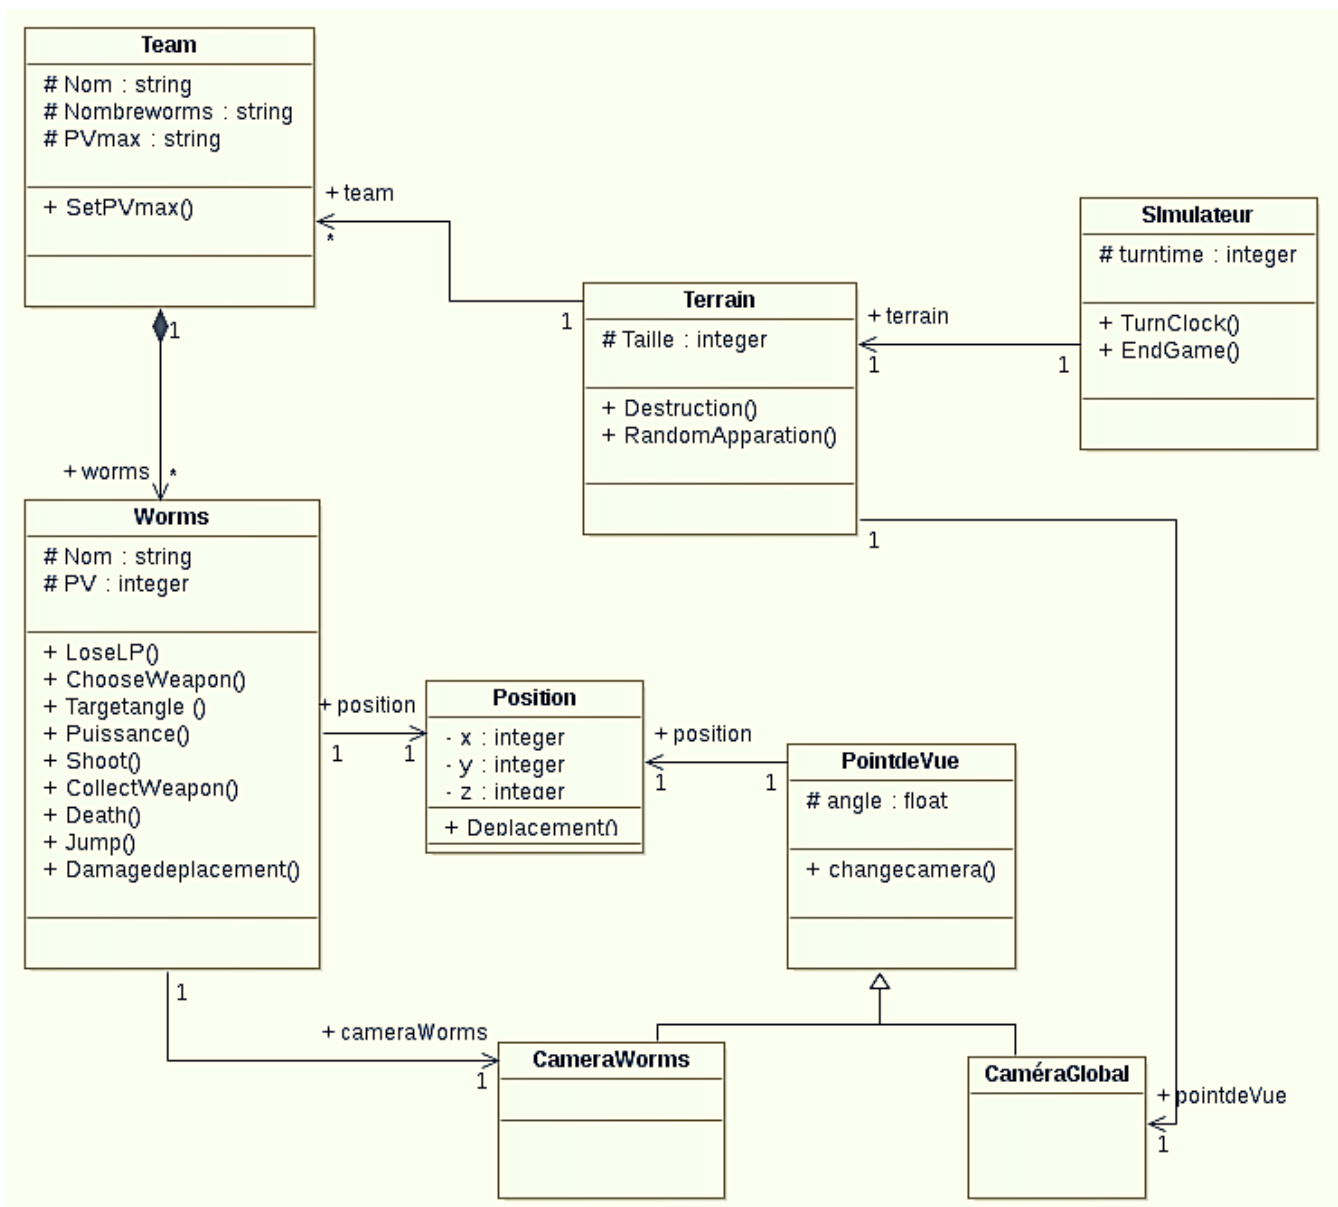 Team
# Nom : string
# Nombreworms : string
# PVmax : string
+ SetPVmax()
+ team
*
1
SImulateur
# turntime : integer
+ TurnClock()
+ EndGame()
Terrain
# Taille : integer
+ Destruction()
+ RandomApparation()
1
+ terrain
1
1
1
+ worms
*
Worms
# Nom : string
# PV : integer
+ LoseLP()
+ ChooseWeapon()
+ Targetangle ()
+ Puissance()
+ Shoot()
+ CollectWeapon()
+ Death()
+ Jump()
+ Damagedeplacement()
+ position
1
1
Position
- x : integer
- y : integer
- z : integer
+ Deplacement()
+ position
1
1
PointdeVue
# angle : float
+ changecamera()
1
+ cameraWorms
1
CameraWorms
CaméraGlobal
+ pointdeVue
1